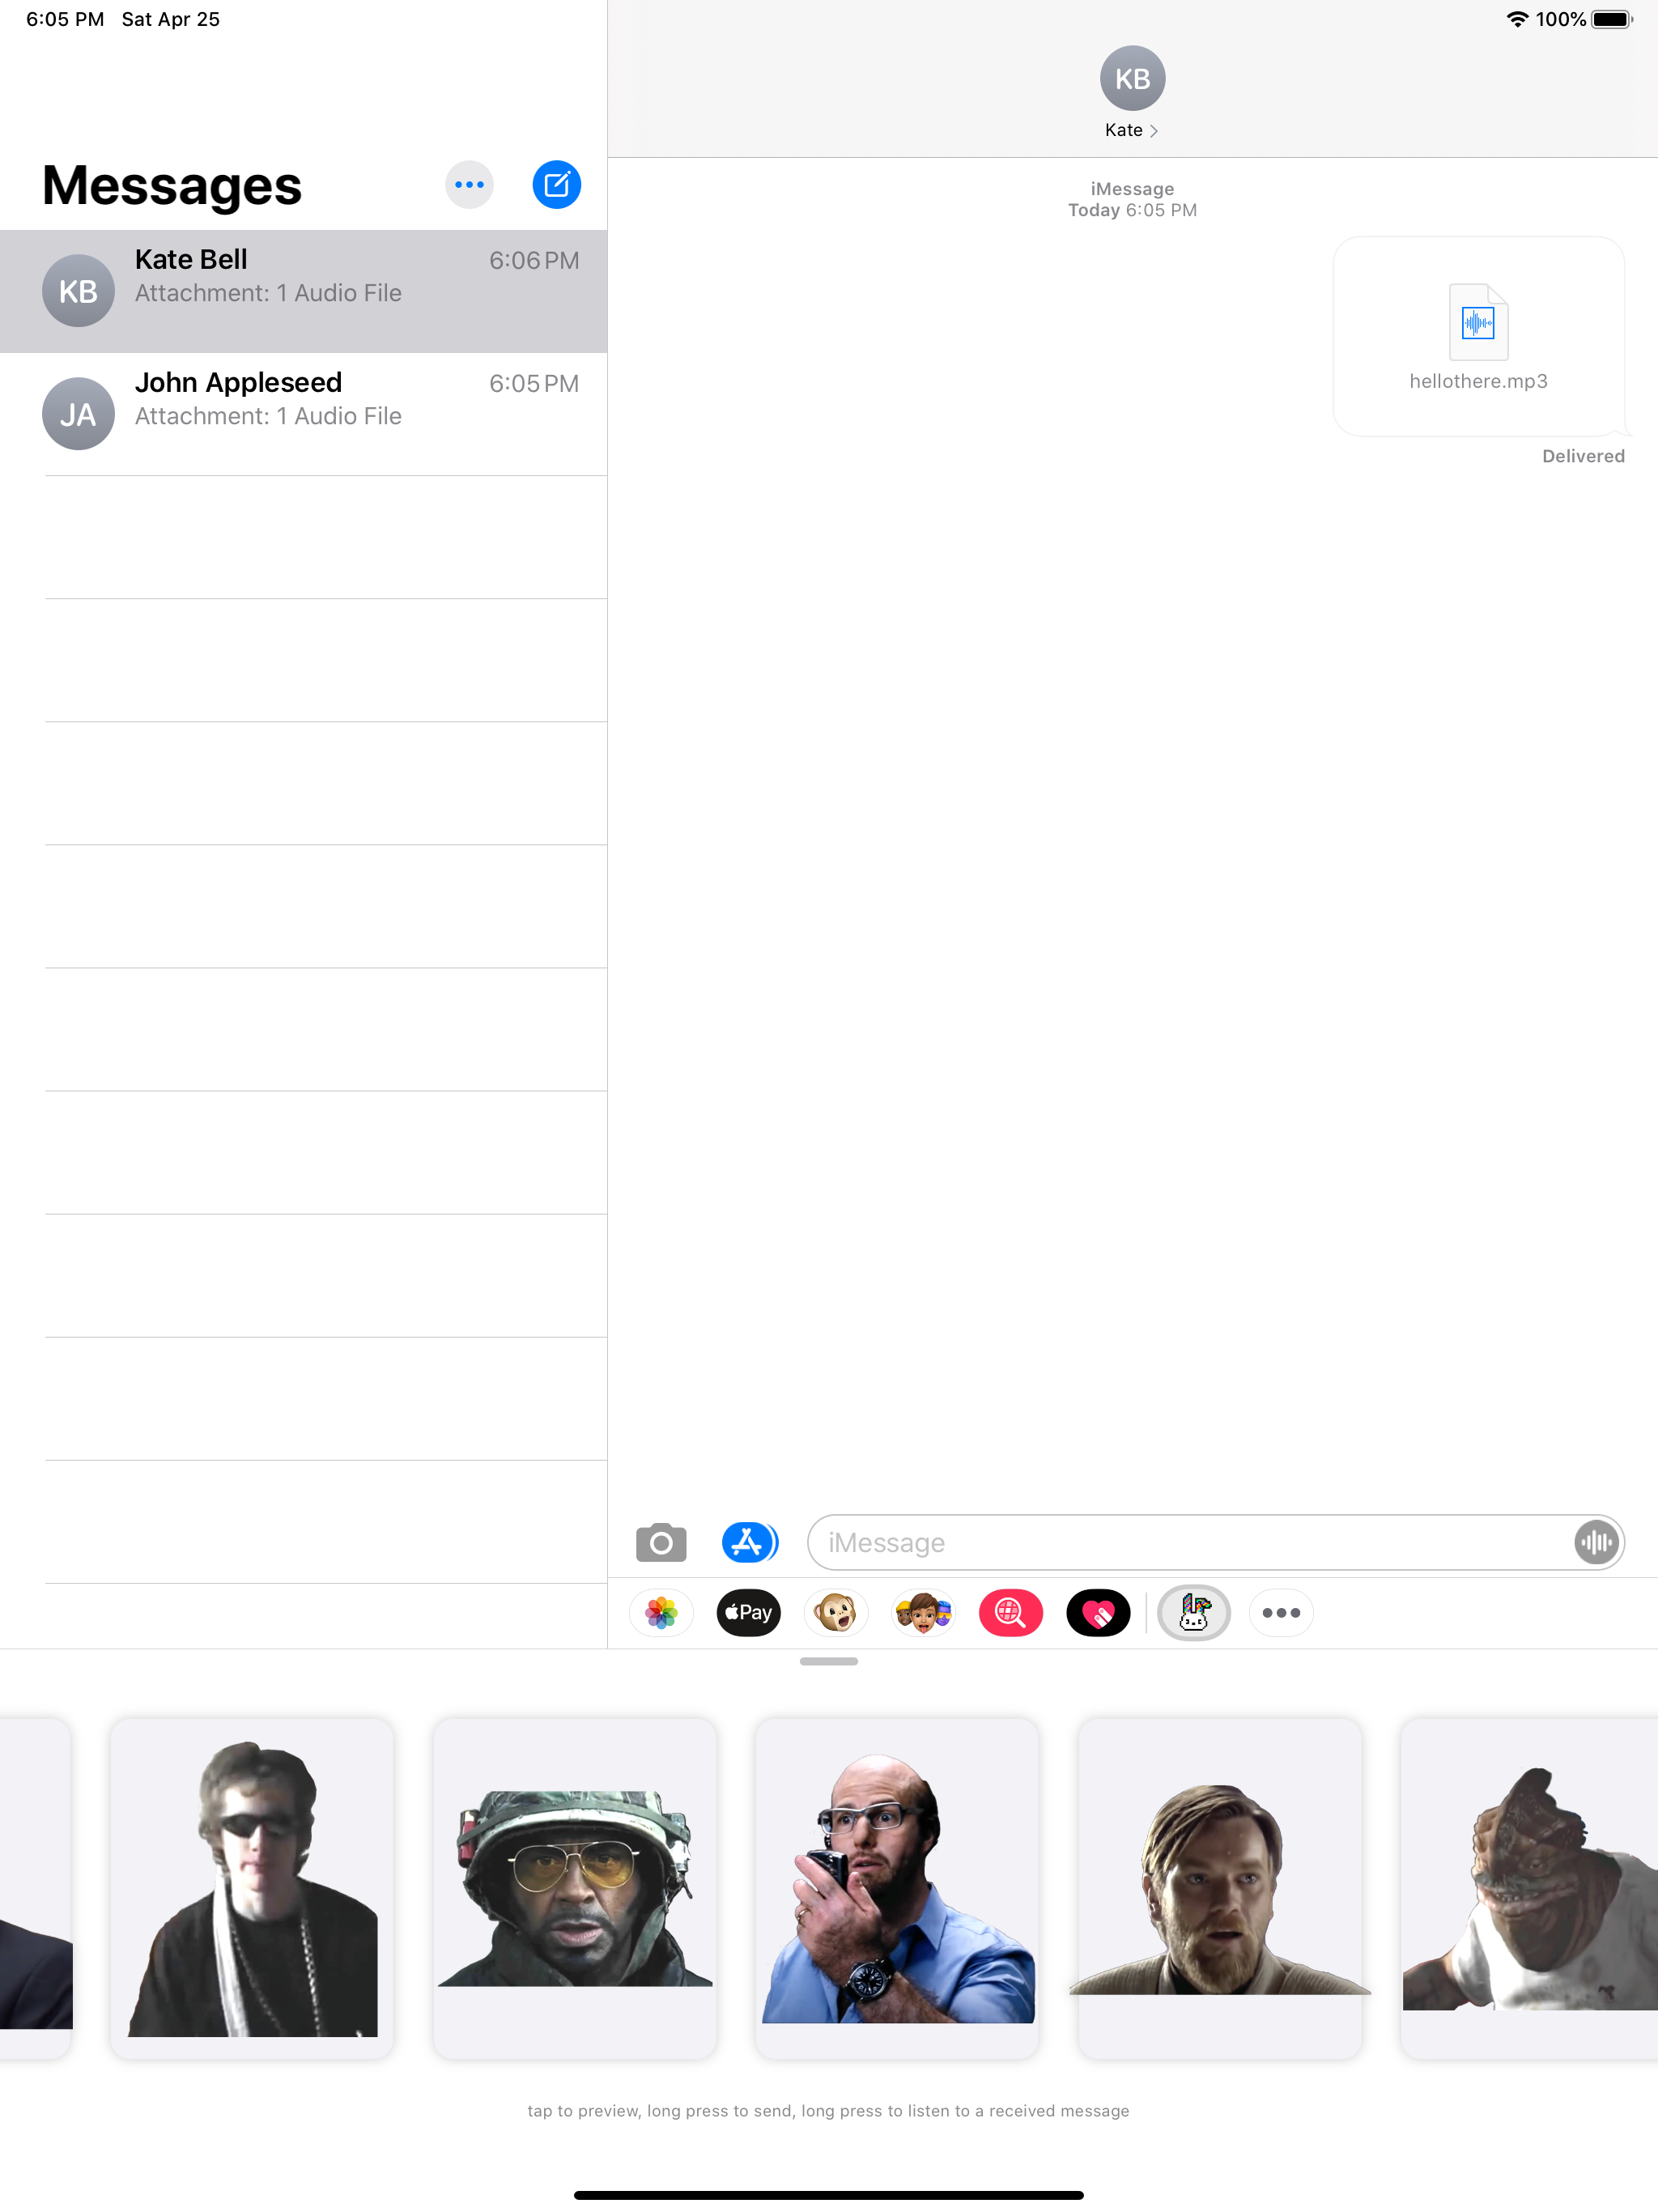 6:05 PM Sat Apr 25
100%
Messages
KB
Kate Bell
6:06 PM
Attachment: 1 Audio File
JA
John Appleseed
6:05 PM
Attachment: 1 Audio File
KB
Kate
iMessage
Today 6:05 PM
hellothere.mp3
Delivered
iMessage
Pay
tap to preview, long press to send, long press to listen to a received message